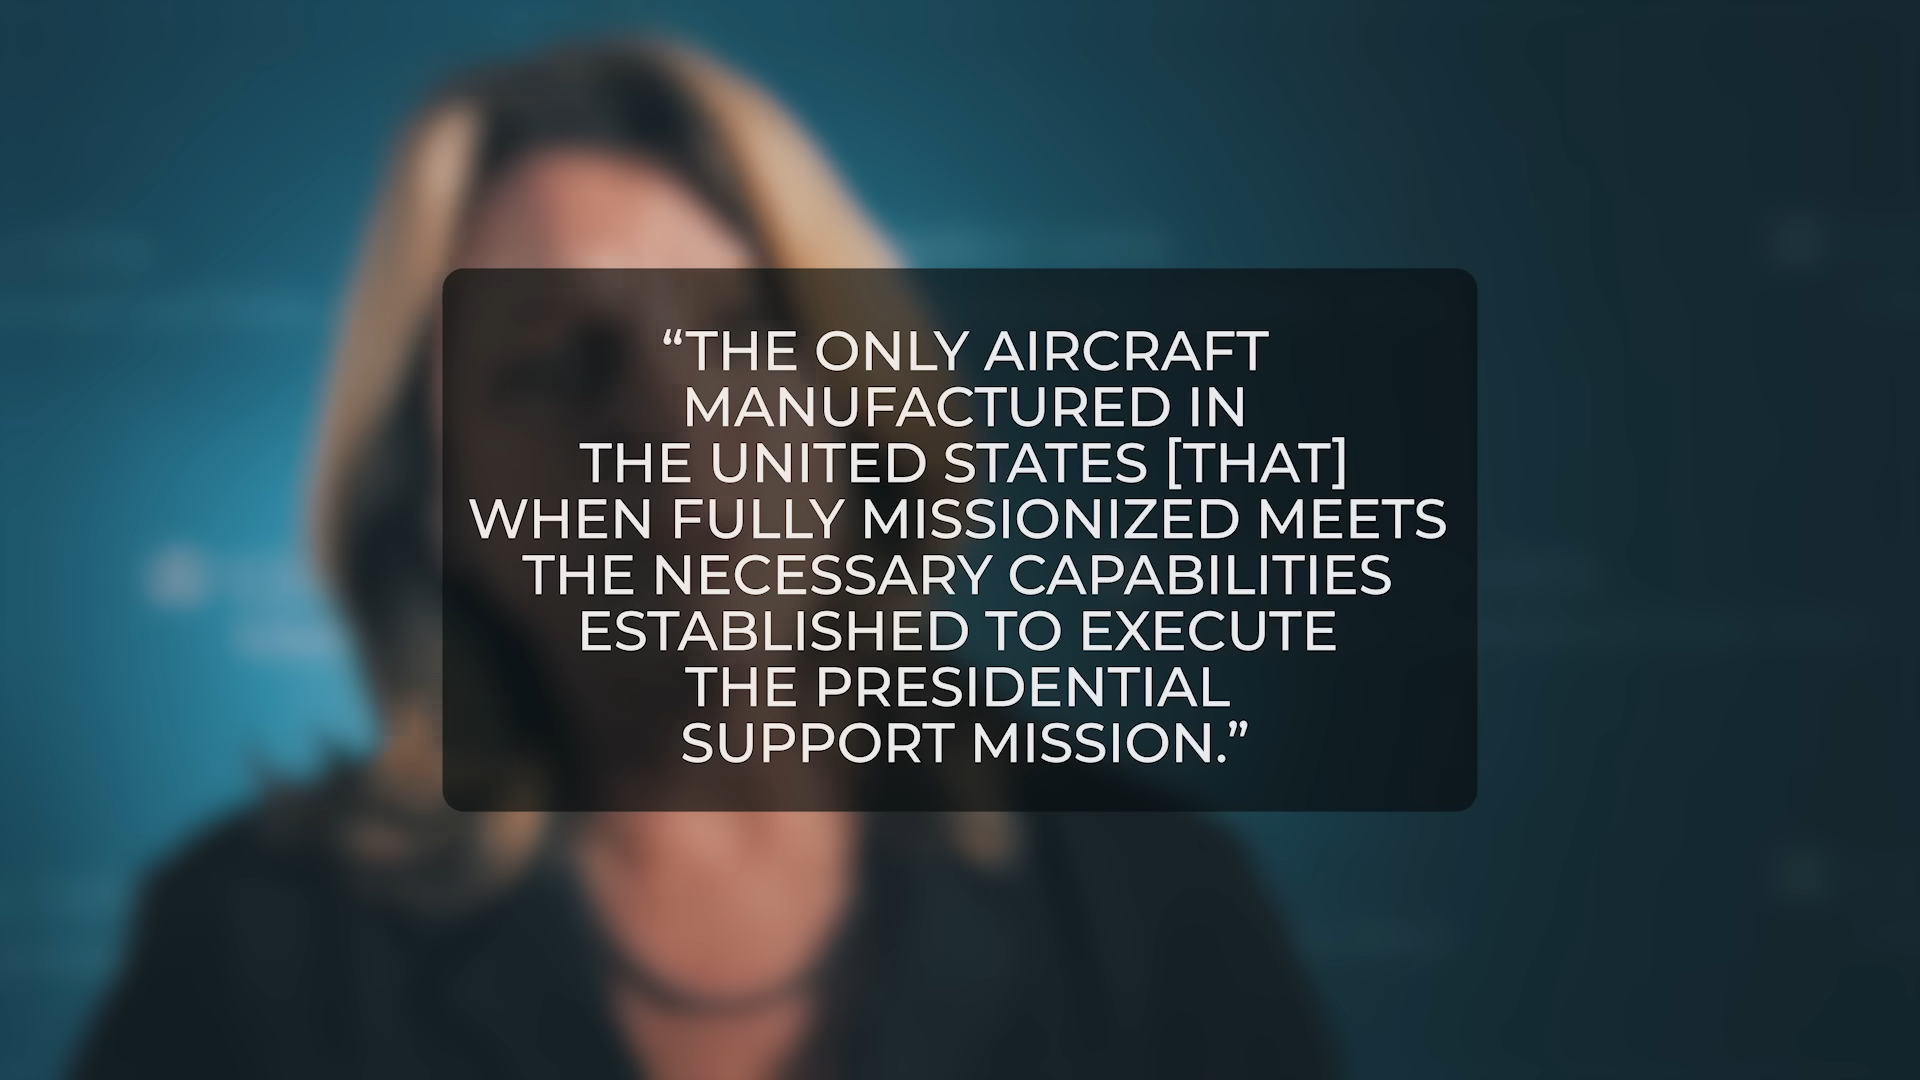 “THE ONLY AIRCRAFT
MANUFACTURED IN
THE UNITED STATES [THAT]
WHEN FULLY MISSIONIZED MEETS
THE NECESSARY CAPABILITIES
ESTABLISHED TO EXECUTE
THE PRESIDENTIAL
SUPPORT MISSION.”